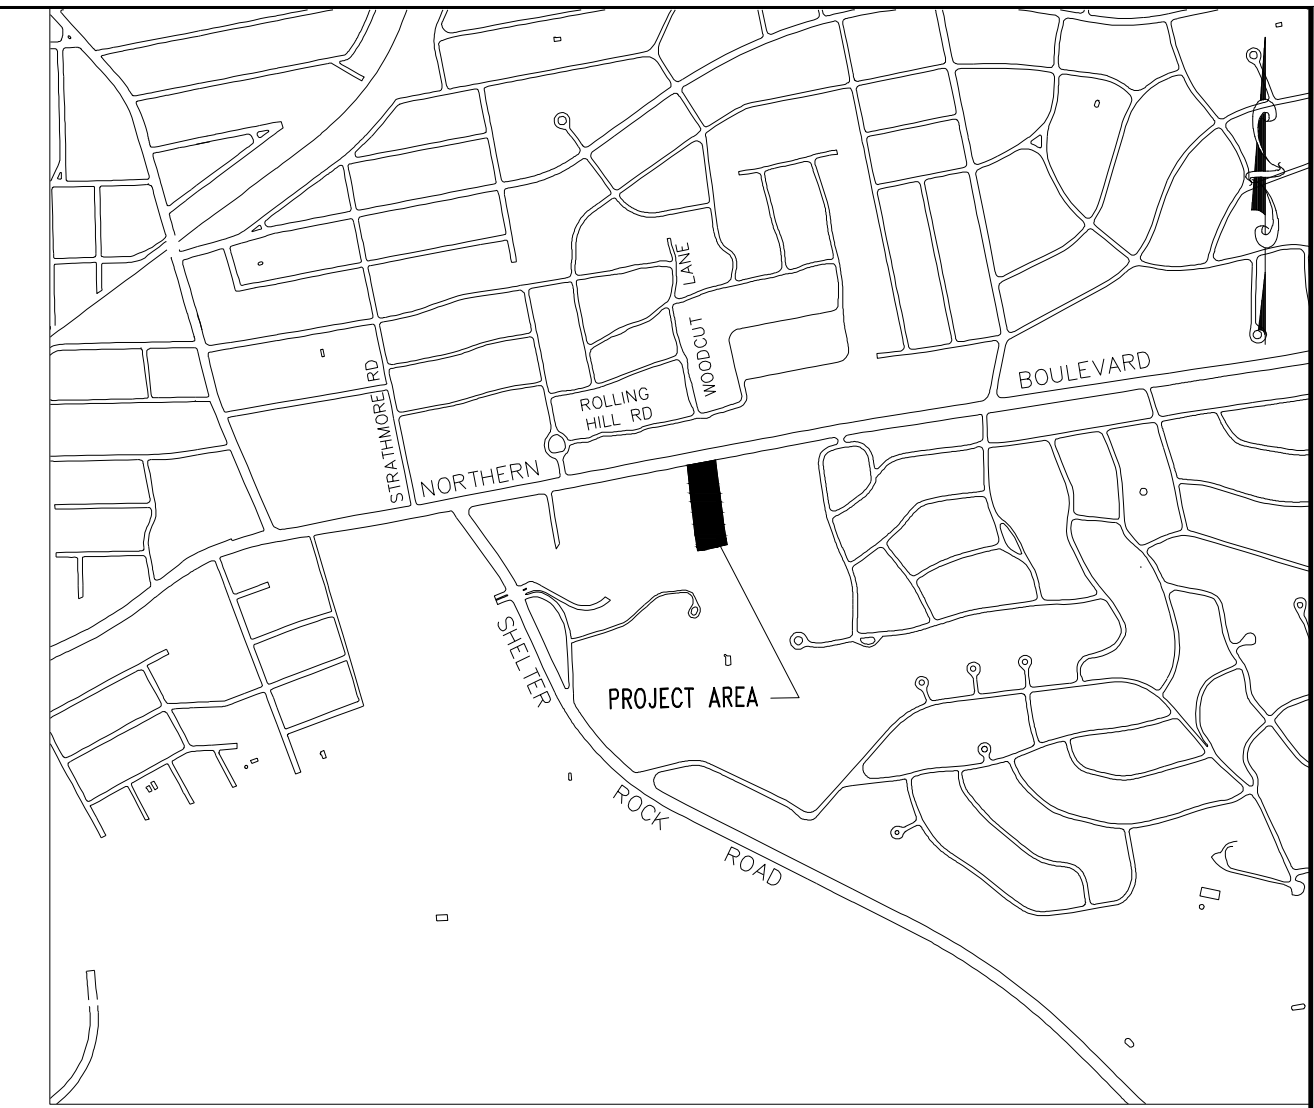 LANE
WOODCUT
BOULEVARD
STRATHMORE RD
ROLLING
HILL RD
NORTHERN
SHELTER
PROJECT AREA
ROCK
ROAD